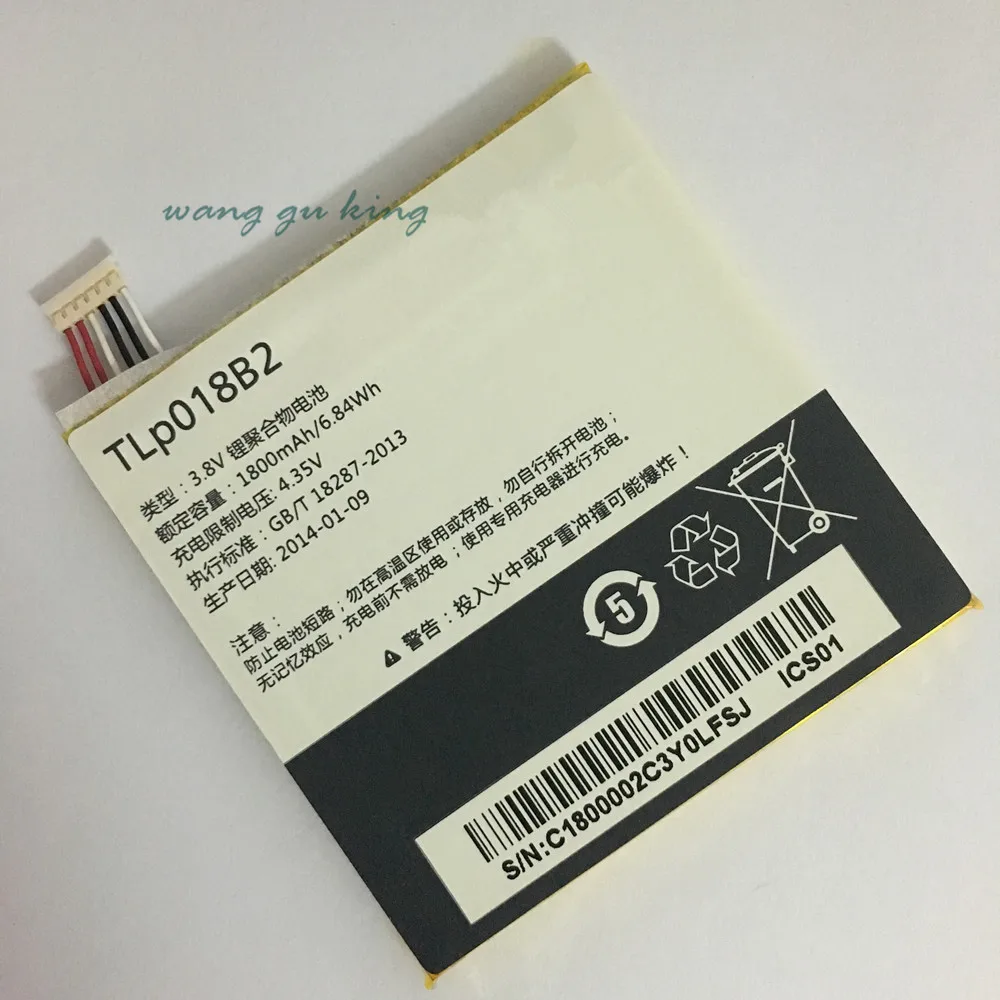 wang gu king
TLp018B2
类型：3.8V 锂聚合物电池
额定容量：1800mAh/6.84Wh
充电限制电压: 4.35V
执行标准: GB/T 18287-2013
生产日期: 2014-01-09
注意：
防止电池短路；勿在高温区使用或存放，勿自行拆开电池；
无记忆效应，充电前不需放电；使用专用充电器进行充电。
警告：投入火中或严重冲撞可能爆炸！
5
ICS01
S/N:C1800002C3Y0LFSJ